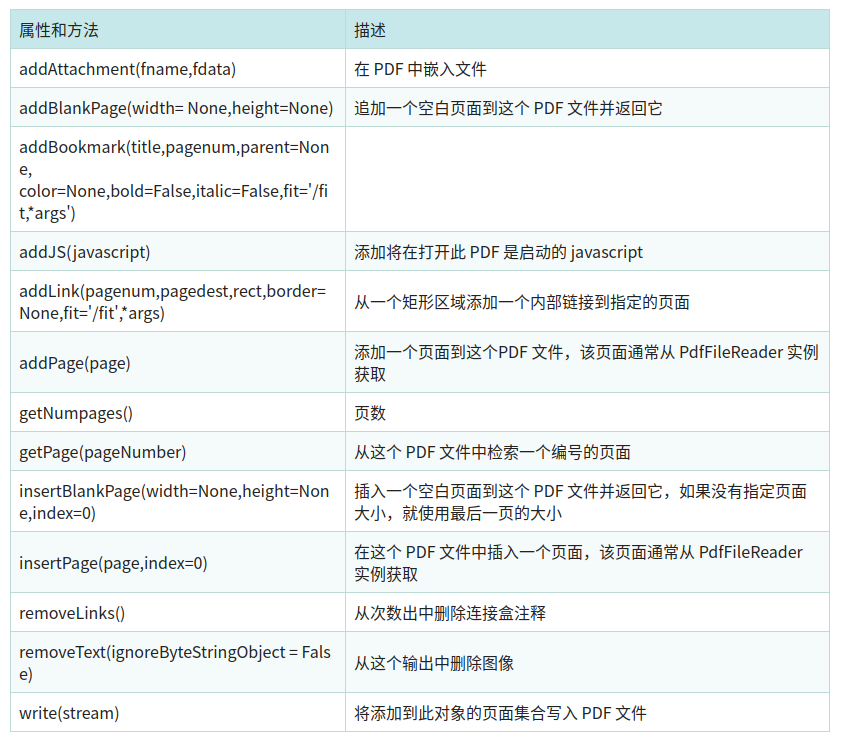 属性和方法
描述
addAttachment(fname,fdata)
在 PDF 中嵌入文件
addBlankPage(width= None,height=None)
追加一个空白页面到这个 PDF 文件并返回它
addBookmark(title,pagenum,parent=Non
e,
color=None,bold=False,italic=False,fit='/fi
t,*args')
addJS(javascript)
添加将在打开此 PDF 是启动的 javascript
addLink(pagenum,pagedest,rect,border=
None,fit='/fit',*args)
从一个矩形区域添加一个内部链接到指定的页面
addPage(page)
添加一个页面到这个PDF 文件，该页面通常从 PdfFileReader 实例
获取
getNumpages()
页数
getPage(pageNumber)
从这个 PDF 文件中检索一个编号的页面
insertBlankPage(width=None,height=Non
e,index=0)
插入一个空白页面到这个 PDF 文件并返回它，如果没有指定页面
大小，就使用最后一页的大小
insertPage(page,index=0)
在这个 PDF 文件中插入一个页面，该页面通常从 PdfFileReader
实例获取
removeLinks()
从次数出中删除连接盒注释
removeText(ignoreByteStringObject = Fals
e)
从这个输出中删除图像
write(stream)
将添加到此对象的页面集合写入 PDF 文件